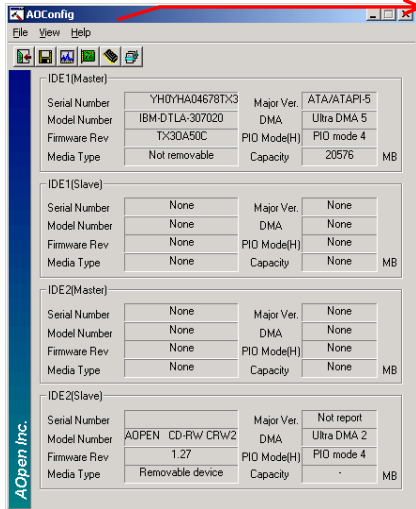 AOConfig
File View Help
IDE1(Master)
Serial Number YH0YHA04678TX3 Major Ver. ATA/ATAPI-5
Model Number IBM-DTLA-307020 DMA Ultra DMA 5
Firmware Rev TX3OA50C PIO Mode(H) PIO mode 4
Media Type Not removable Capacity 20576 MB
IDE1(Slave)
Serial Number None Major Ver. None
Model Number None DMA None
Firmware Rev None PIO Mode(H) None
Media Type None Capacity None MB
IDE2(Master)
Serial Number None Major Ver. None
Model Number None DMA None
Firmware Rev None PIO Mode(H) None
Media Type None Capacity None MB
IDE2(Slave)
Serial Number Major Ver. Not report
Model Number AOPEN CD-RW CRW2 DMA Ultra DMA 2
Firmware Rev 1.27 PIO Mode(H) PIO mode 4
Media Type Removable device Capacity - MB
AOpen Inc.